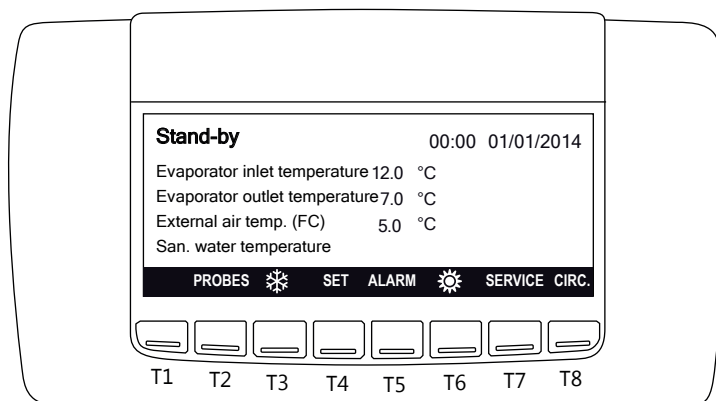 Stand-by 00:00 01/01/2014
Evaporator inlet temperature 12.0 °C
Evaporator outlet temperature 7.0 °C
External air temp. (FC) 5.0 °C
San. water temperature
PROBES SET ALARM SERVICE CIRC.
T1 T2 T3 T4 T5 T6 T7 T8